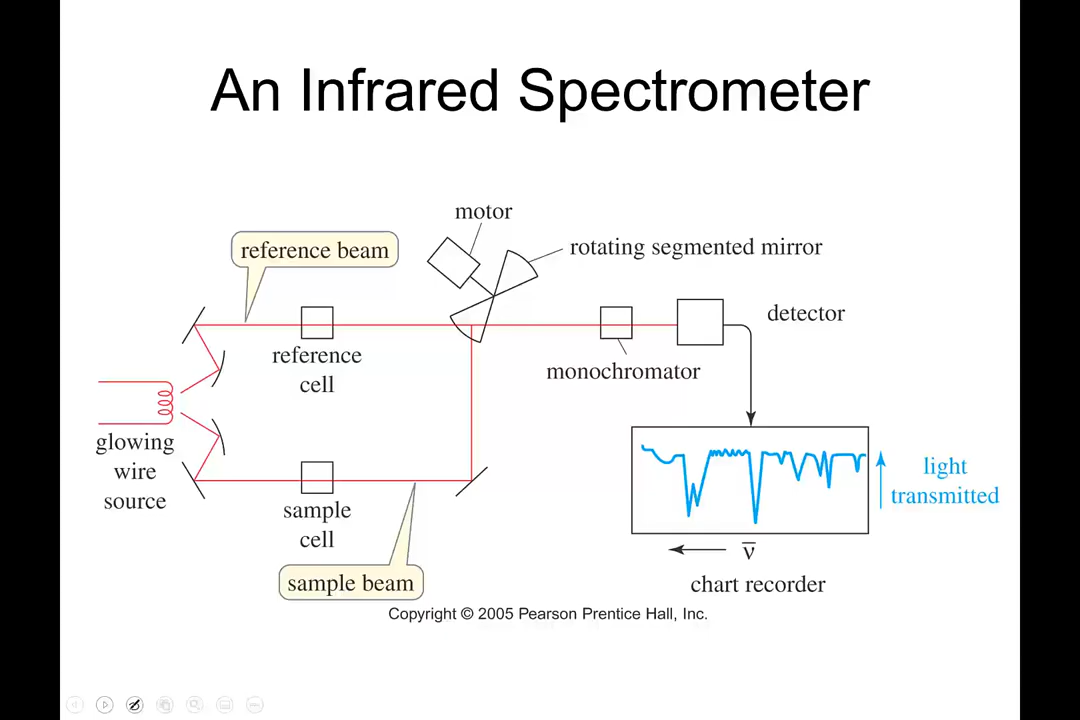 An Infrared Spectrometer
motor
reference beam
rotating segmented mirror
detector
reference
cell
monochromator
glowing
wire
source
light
transmitted
sample
cell
ν̅
sample beam
chart recorder
Copyright © 2005 Pearson Prentice Hall, Inc.